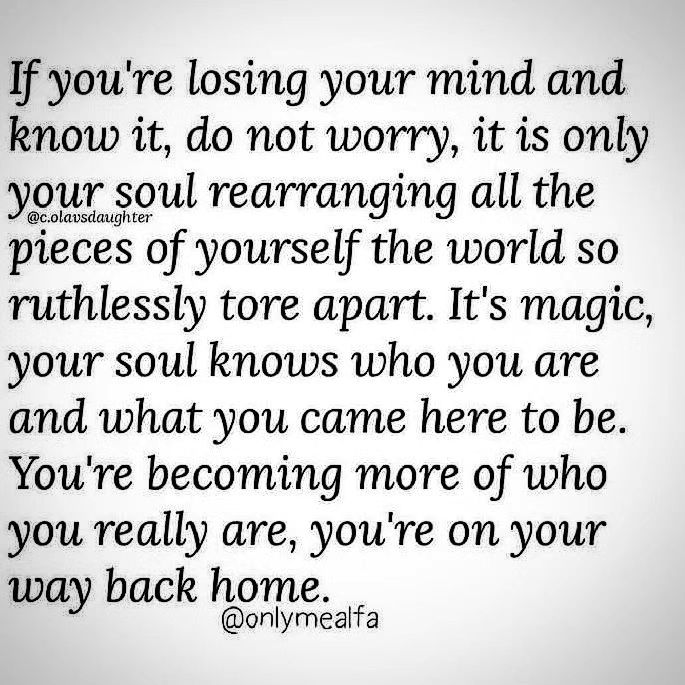 If you're losing your mind and
know it, do not worry, it is only
your soul rearranging all the
@c.olavsdaughter
pieces of yourself the world so
ruthlessly tore apart. It's magic,
your soul knows who you are
and what you came here to be.
You're becoming more of who
you really are, you're on your
way back home.
@onlymealfa